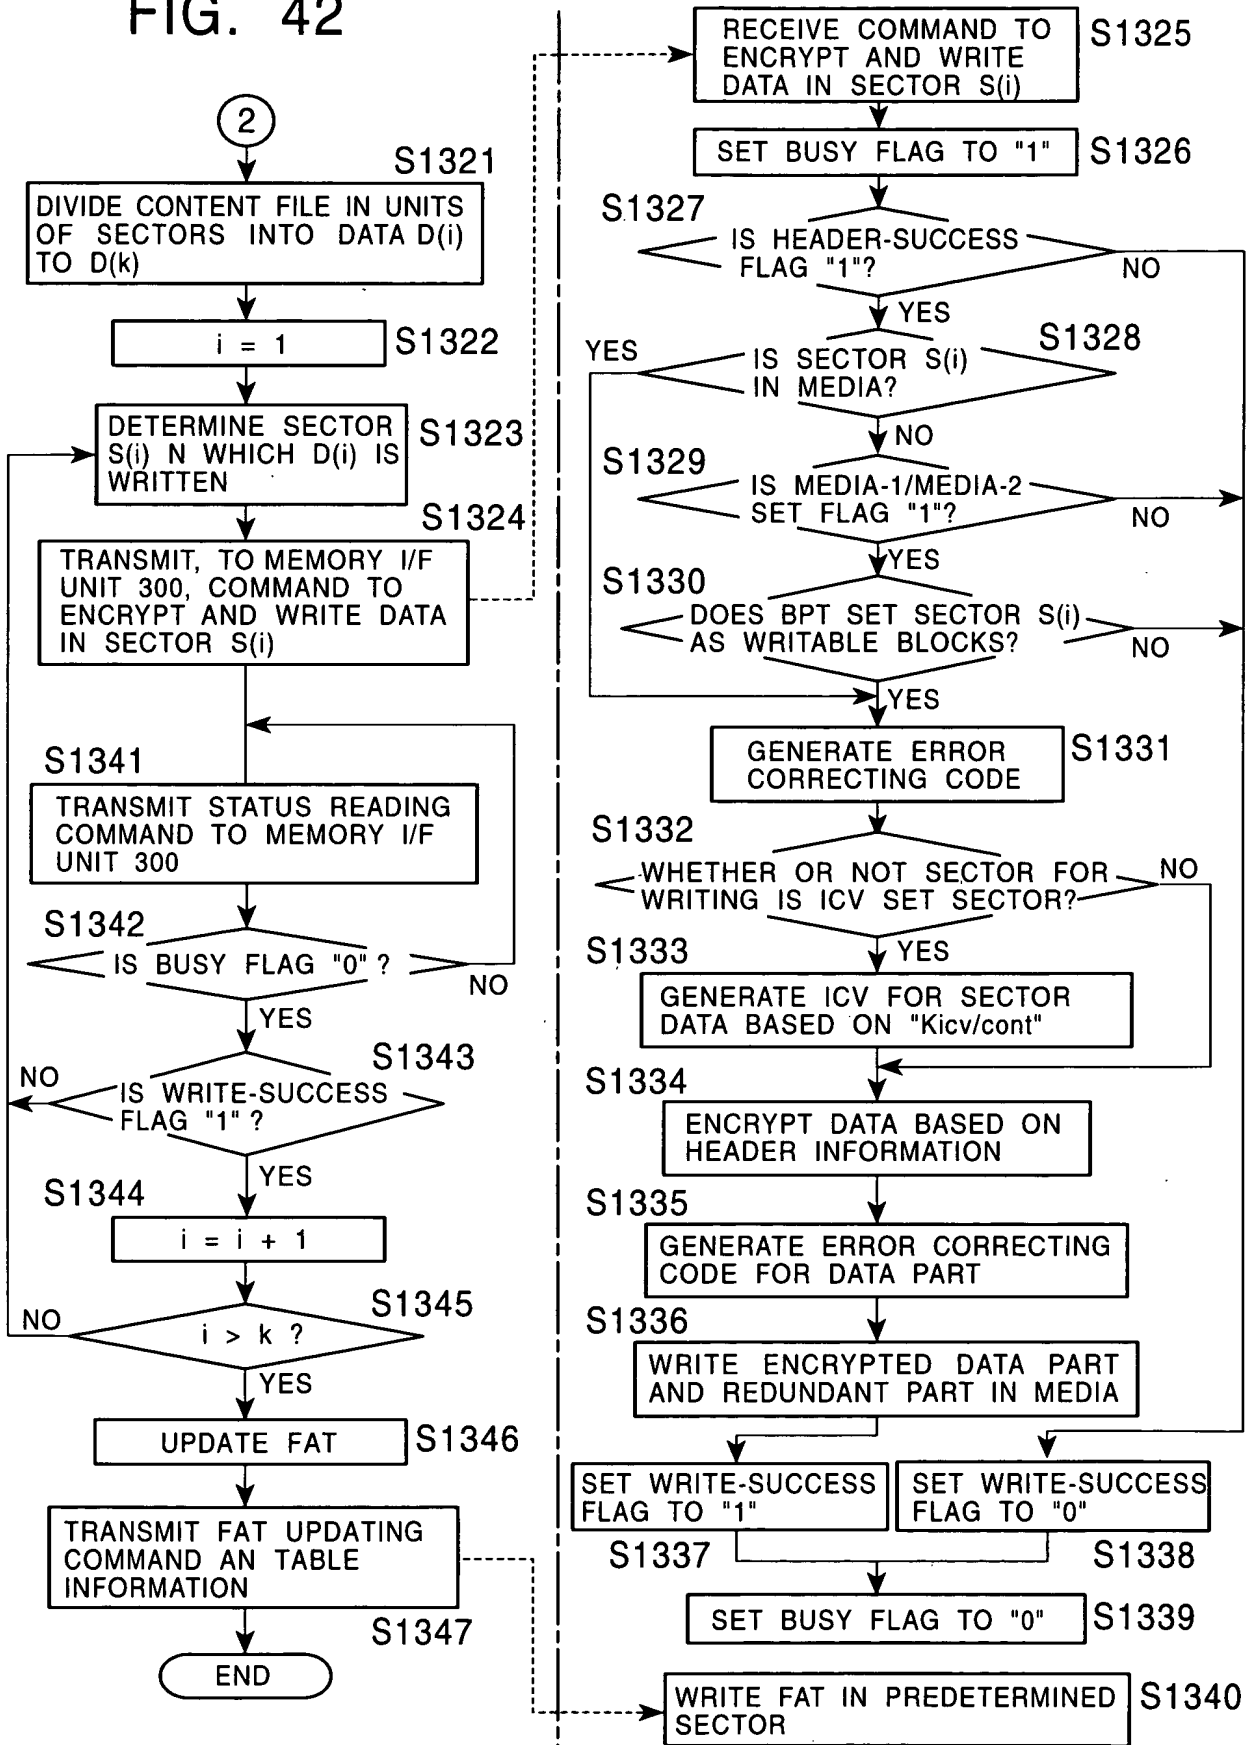 FIG. 42
2
S1321
DIVIDE CONTENT FILE IN UNITS
OF SECTORS INTO DATA D(i)
TO D(k)
i = 1
S1322
DETERMINE SECTOR
S(i) N WHICH D(i) IS
WRITTEN
S1323
S1324
TRANSMIT, TO MEMORY I/F
UNIT 300, COMMAND TO
ENCRYPT AND WRITE DATA
IN SECTOR S(i)
S1341
TRANSMIT STATUS READING
COMMAND TO MEMORY I/F
UNIT 300
S1342
IS BUSY FLAG "0" ?
NO
YES
S1343
NO
IS WRITE-SUCCESS
FLAG "1" ?
YES
S1344
i = i + 1
S1345
NO
i > k ?
YES
UPDATE FAT
S1346
TRANSMIT FAT UPDATING
COMMAND AN TABLE
INFORMATION
S1347
END
RECEIVE COMMAND TO
ENCRYPT AND WRITE
DATA IN SECTOR S(i)
S1325
SET BUSY FLAG TO "1"
S1326
S1327
IS HEADER-SUCCESS
FLAG "1"?
NO
YES
S1328
YES
IS SECTOR S(i)
IN MEDIA?
NO
S1329
IS MEDIA-1/MEDIA-2
SET FLAG "1"?
NO
YES
S1330
DOES BPT SET SECTOR S(i)
AS WRITABLE BLOCKS?
NO
YES
GENERATE ERROR
CORRECTING CODE
S1331
S1332
WHETHER OR NOT SECTOR FOR
WRITING IS ICV SET SECTOR?
NO
YES
S1333
GENERATE ICV FOR SECTOR
DATA BASED ON "Kicv/cont"
S1334
ENCRYPT DATA BASED ON
HEADER INFORMATION
S1335
GENERATE ERROR CORRECTING
CODE FOR DATA PART
S1336
WRITE ENCRYPTED DATA PART
AND REDUNDANT PART IN MEDIA
SET WRITE-SUCCESS
FLAG TO "1"
S1337
SET WRITE-SUCCESS
FLAG TO "0"
S1338
SET BUSY FLAG TO "0"
S1339
WRITE FAT IN PREDETERMINED
SECTOR
S1340